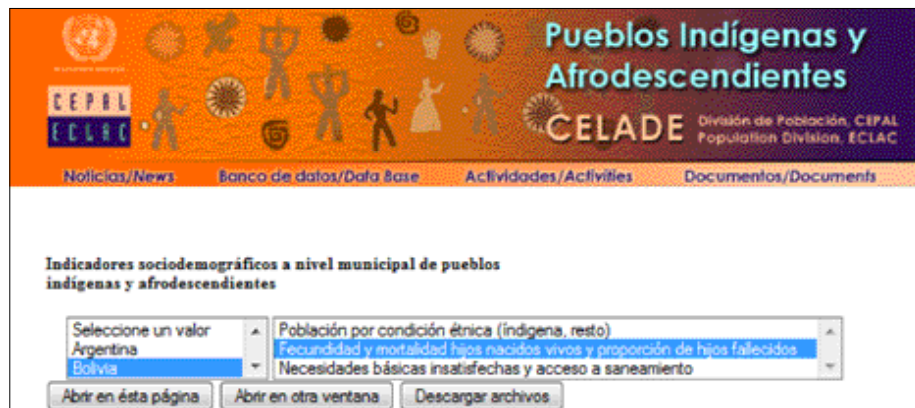 Pueblos Indígenas y
Afrodescendientes
CEPAL
ECLAC
CELADE División de Población, CEPAL
Population Division, ECLAC
Noticias/News Banco de datos/Data Base Actividades/Activities Documentos/Documents
Indicadores sociodemográficos a nivel municipal de pueblos
indígenas y afrodescendientes
Seleccione un valor Población por condición étnica (índigena, resto)
Argentina Fecundidad y mortalidad hijos nacidos vivos y proporción de hijos fallecidos
Bolivia Necesidades básicas insatisfechas y acceso a saneamiento
Abrir en ésta página Abrir en otra ventana Descargar archivos